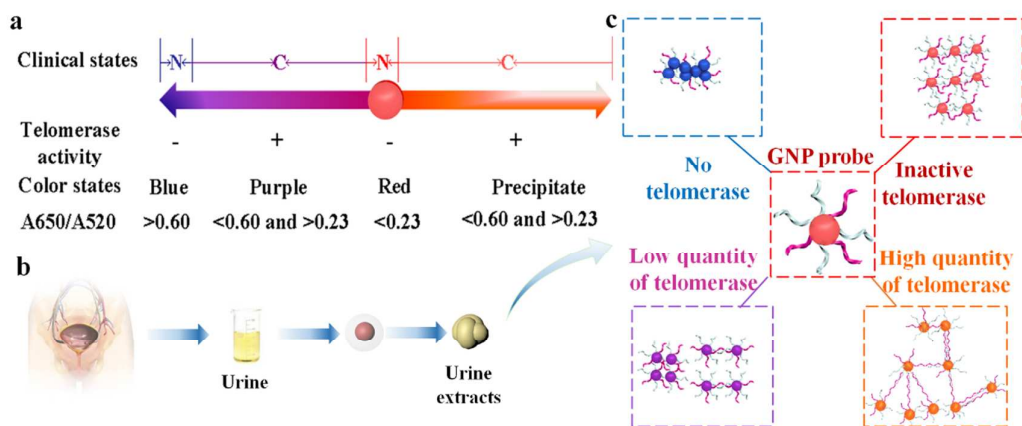 a
Clinical states N C N C
Telomerase
activity - + - +
Color states Blue Purple Red Precipitate
A650/A520 >0.60 <0.60 and >0.23 <0.23 <0.60 and >0.23
b
Urine
Urine
extracts
c
No
telomerase
GNP probe
Inactive
telomerase
Low quantity
of telomerase
High quantity
of telomerase